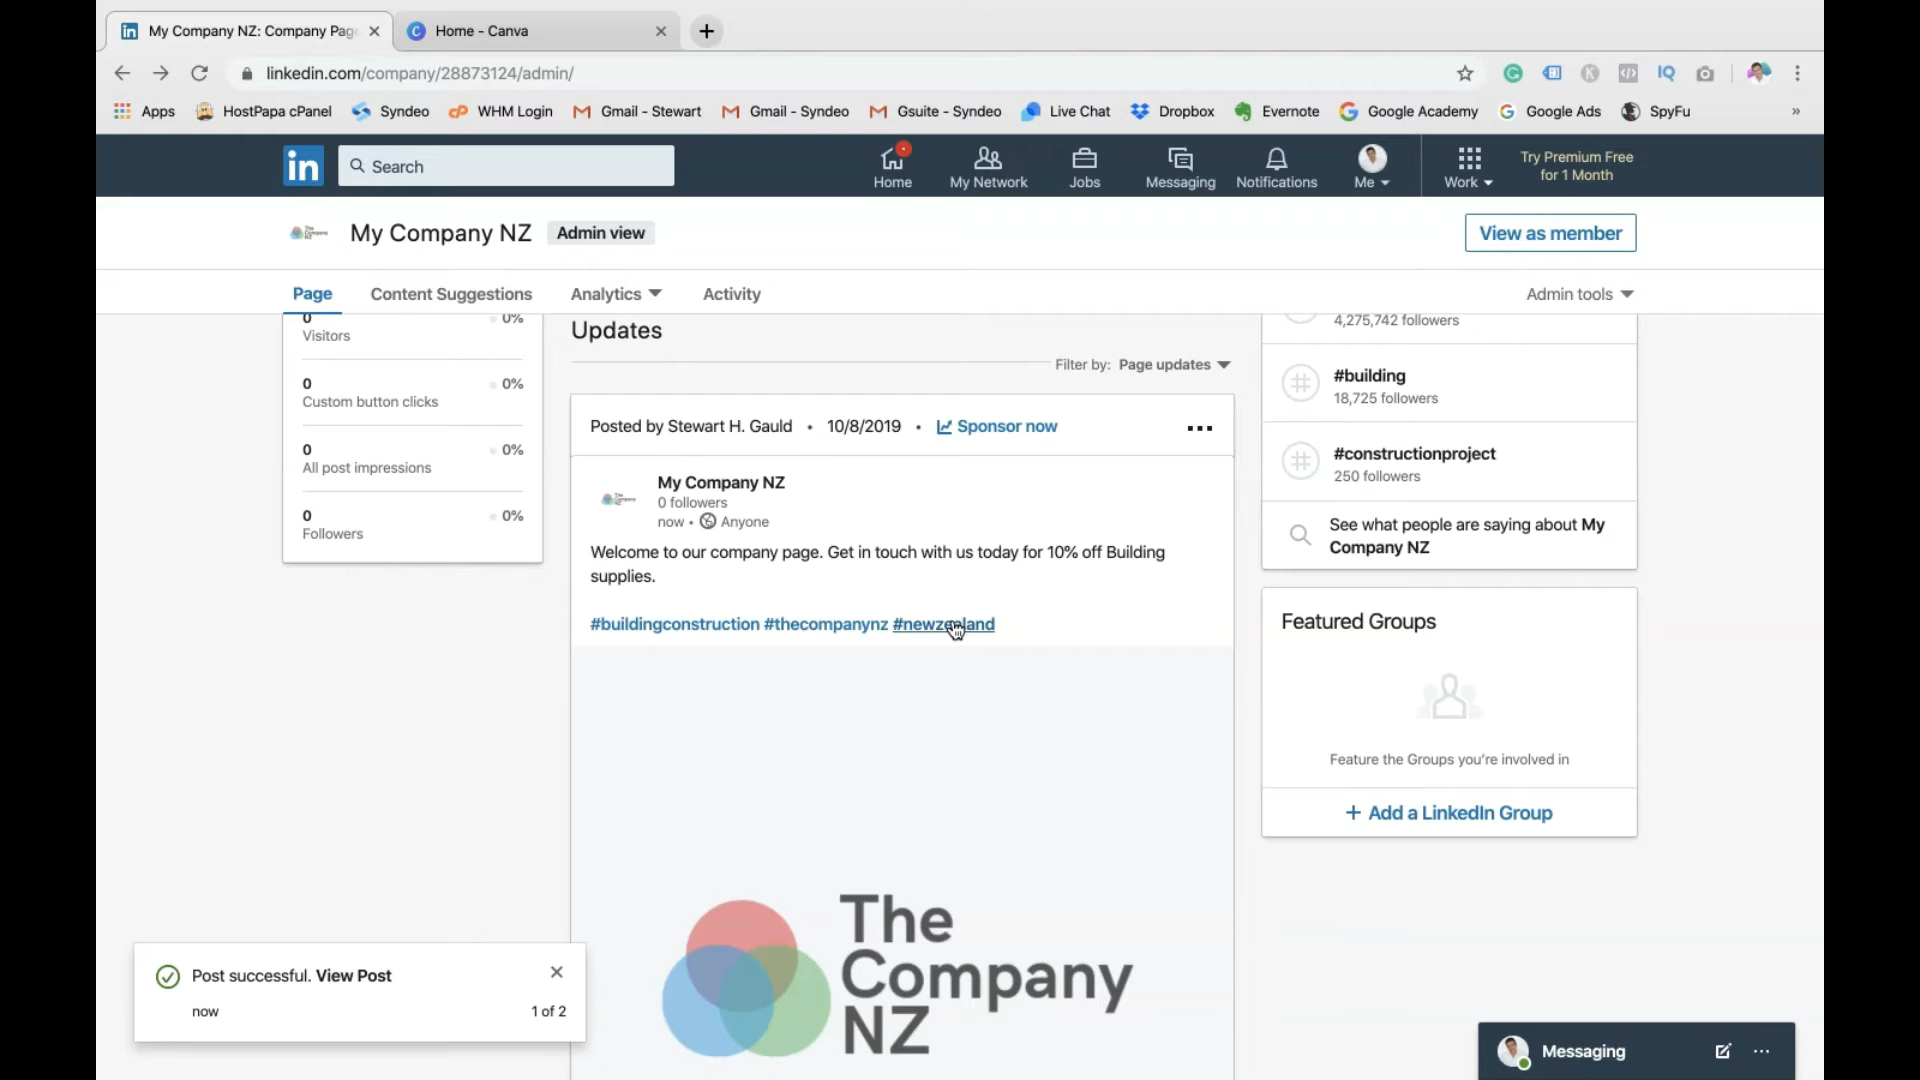 My Company NZ: Company Pag
Home - Canva
linkedin.com/company/28873124/admin/
Apps HostPapa cPanel Syndeo WHM Login Gmail - Stewart Gmail - Syndeo Gsuite - Syndeo Live Chat Dropbox Evernote Google Academy Google Ads SpyFu »
in Search
Home My Network Jobs Messaging Notifications Me Work
Try Premium Free
for 1 Month
My Company NZ Admin view View as member
Page Content Suggestions Analytics Activity Admin tools
0 0%
Visitors
0 0%
Custom button clicks
0 0%
All post impressions
0 0%
Followers
Updates
Filter by: Page updates
Posted by Stewart H. Gauld • 10/8/2019 • Sponsor now
My Company NZ
0 followers
now • Anyone
Welcome to our company page. Get in touch with us today for 10% off Building
supplies.
#buildingconstruction #thecompanynz #newzealand
The
Company
NZ
4,275,742 followers
#building
18,725 followers
#constructionproject
250 followers
See what people are saying about My
Company NZ
Featured Groups
Feature the Groups you're involved in
+ Add a LinkedIn Group
Post successful. View Post
now 1 of 2
Messaging